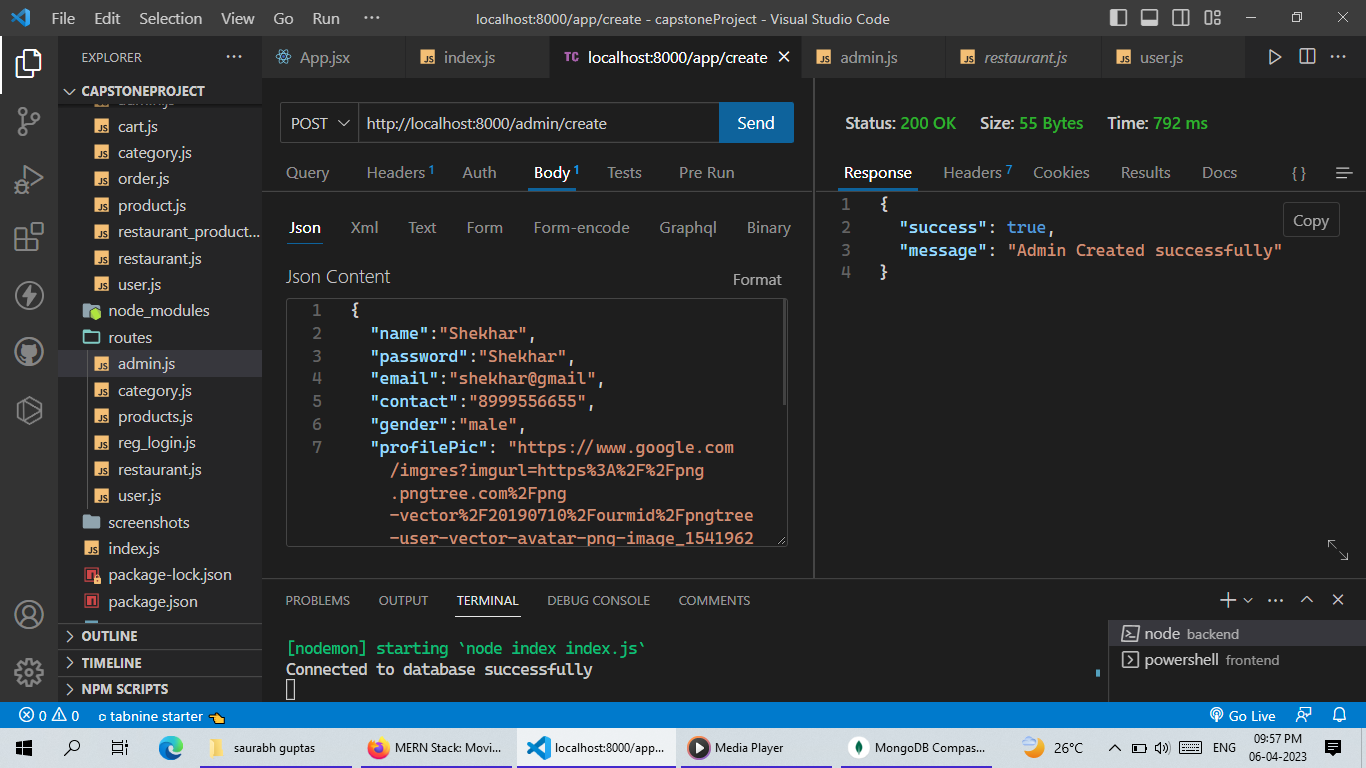 File Edit Selection View Go Run ··· localhost:8000/app/create - capstoneProject - Visual Studio Code
EXPLORER ···
App.jsx index.js TC localhost:8000/app/create admin.js restaurant.js user.js ···
CAPSTONEPROJECT
cart.js
category.js
order.js
product.js
restaurant_product...
restaurant.js
user.js
node_modules
routes
admin.js
category.js
products.js
reg_login.js
restaurant.js
user.js
screenshots
index.js
package-lock.json
package.json
OUTLINE
TIMELINE
NPM SCRIPTS
POST http://localhost:8000/admin/create Send
Query Headers 1 Auth Body 1 Tests Pre Run
Json Xml Text Form Form-encode Graphql Binary
Json Content Format
1 {
2 "name":"Shekhar",
3 "password":"Shekhar",
4 "email":"shekhar@gmail",
5 "contact":"8999556655",
6 "gender":"male",
7 "profilePic": "https://www.google.com
/imgres?imgurl=https%3A%2F%2Fpng
.pngtree.com%2Fpng
-vector%2F20190710%2Fourmid%2Fpngtree
-user-vector-avatar-png-image_1541962
Status: 200 OK Size: 55 Bytes Time: 792 ms
Response Headers 7 Cookies Results Docs {}
Copy
1 {
2 "success": true,
3 "message": "Admin Created successfully"
4 }
PROBLEMS OUTPUT TERMINAL DEBUG CONSOLE COMMENTS ···
[nodemon] starting `node index index.js`
Connected to database successfully
node backend
powershell frontend
0 0 tabnine starter Go Live
saurabh guptas MERN Stack: Movi... localhost:8000/app... Media Player MongoDB Compas... 26°C ENG 09:57 PM
06-04-2023